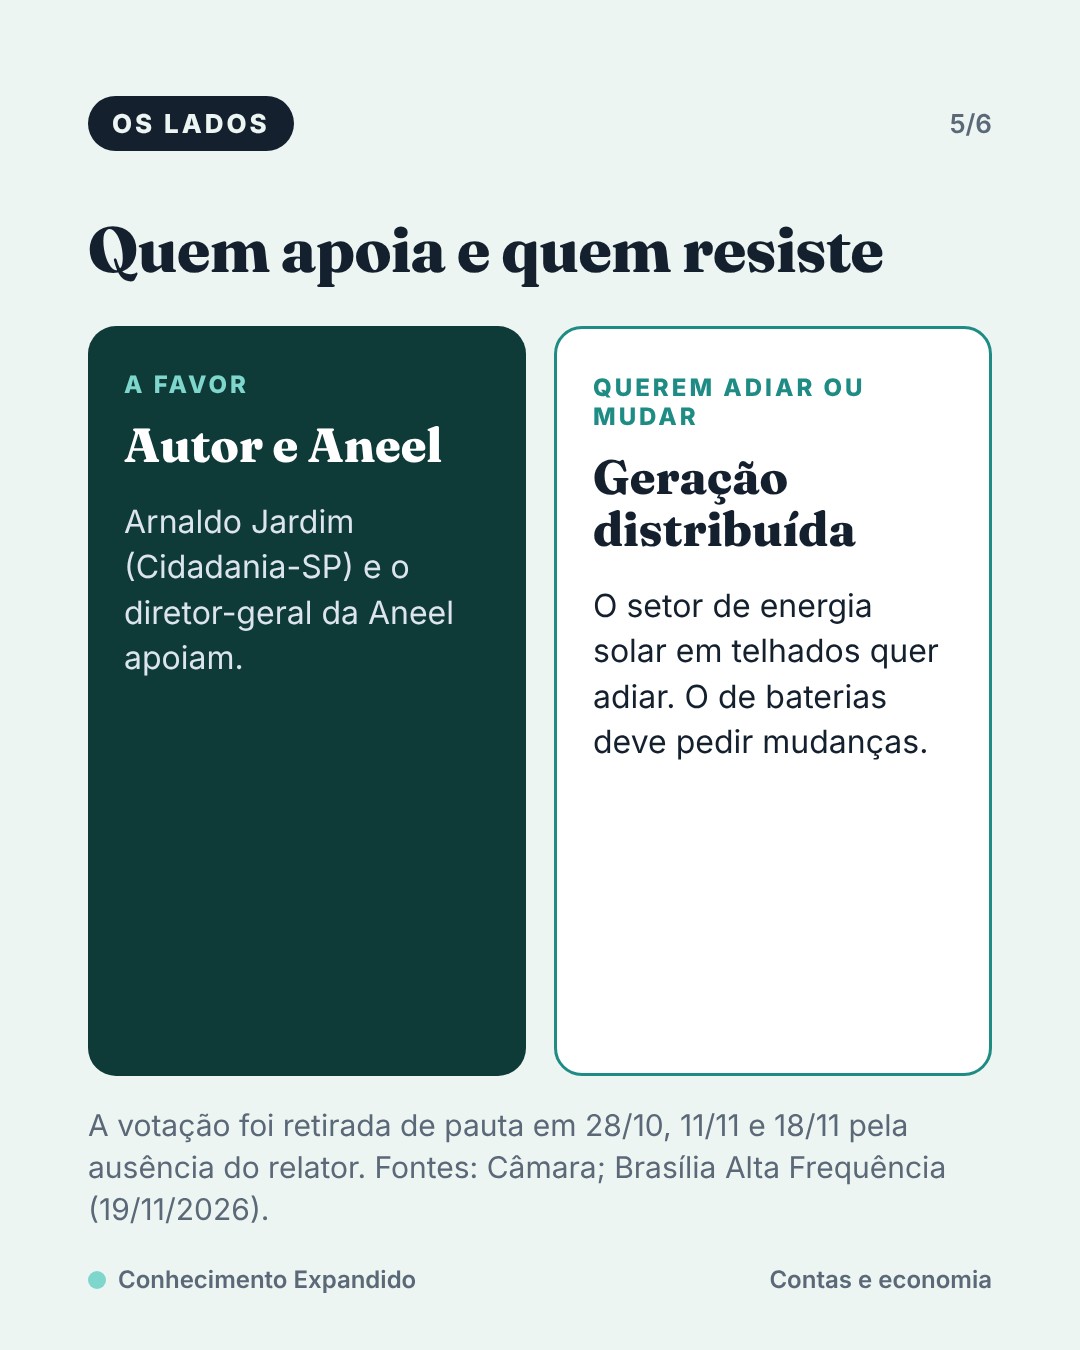 OS LADOS
5/6
Quem apoia e quem resiste
A FAVOR
Autor e Aneel
Arnaldo Jardim
(Cidadania-SP) e o
diretor-geral da Aneel
apoiam.
QUEREM ADIAR OU
MUDAR
Geração
distribuída
O setor de energia
solar em telhados quer
adiar. O de baterias
deve pedir mudanças.
A votação foi retirada de pauta em 28/10, 11/11 e 18/11 pela
ausência do relator. Fontes: Câmara; Brasília Alta Frequência
(19/11/2026).
Conhecimento Expandido
Contas e economia